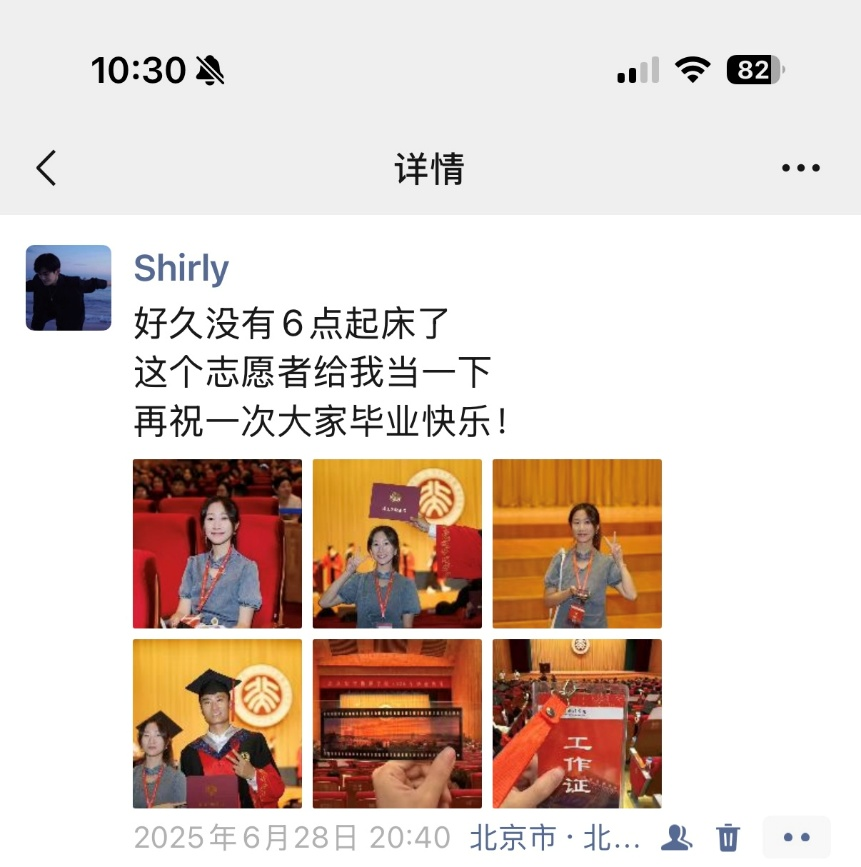 10:30
82
详情
Shirly
好久没有6点起床了
这个志愿者给我当一下
再祝一次大家毕业快乐!
工作证
2025年6月28日 20:40 北京市·北...